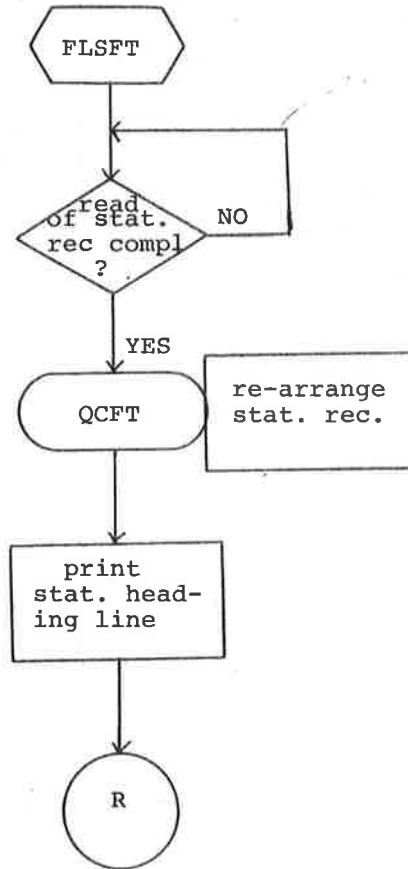 FLSFT
read
of stat.
rec compl
?
NO
YES
QCFT
re-arrange
stat. rec.
print
stat. head-
ing line
R